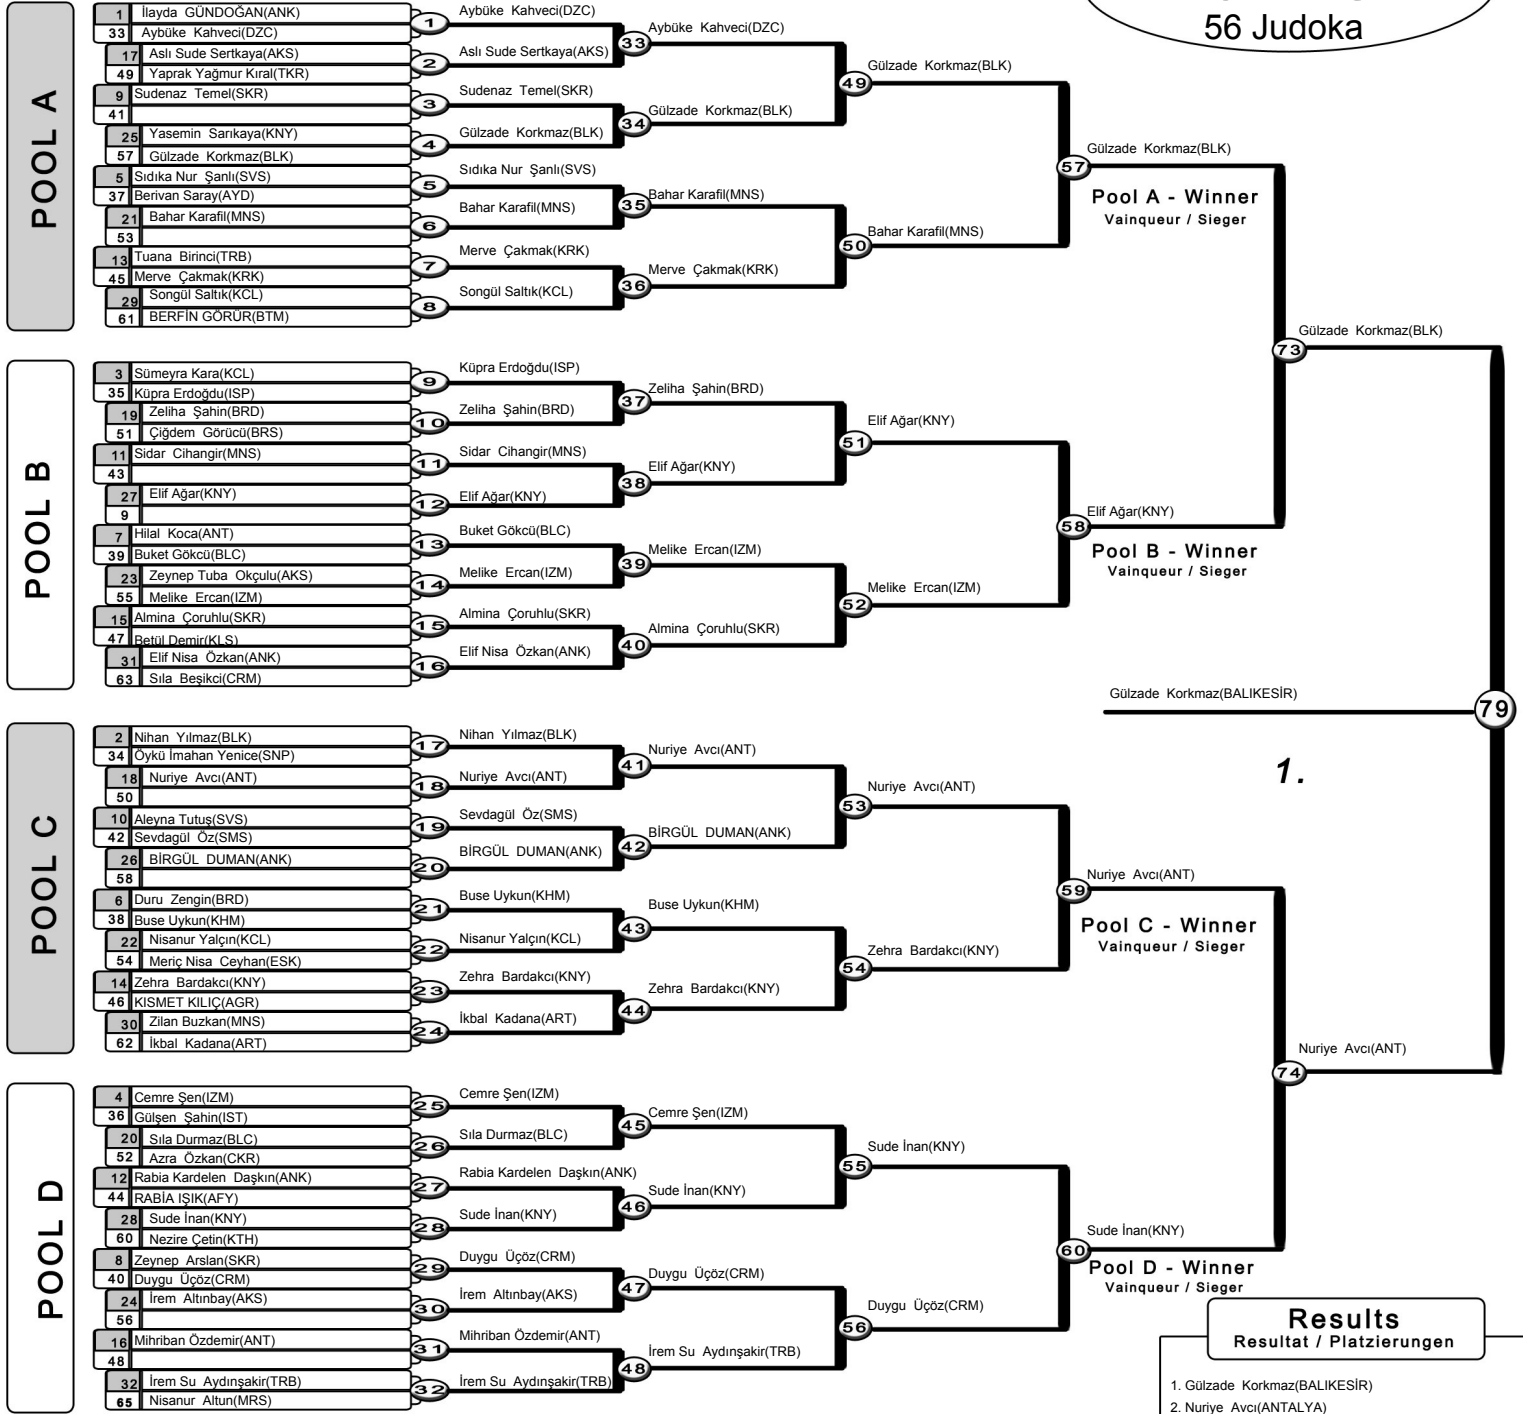 56 Judoka
POOL A
1 İlayda GÜNDOĞAN(ANK)
33 Aybüke Kahveci(DZC)
17 Aslı Sude Sertkaya(AKS)
49 Yaprak Yağmur Kıral(TKR)
9 Sudenaz Temel(SKR)
41
25 Yasemin Sarıkaya(KNY)
57 Gülzade Korkmaz(BLK)
5 Sıdıka Nur Şanlı(SVS)
37 Berivan Saray(AYD)
21 Bahar Karafil(MNS)
53
13 Tuana Birinci(TRB)
45 Merve Çakmak(KRK)
29 Songül Saltık(KCL)
61 BERFİN GÖRÜR(BTM)
1 Aybüke Kahveci(DZC)
2 Aslı Sude Sertkaya(AKS)
3 Sudenaz Temel(SKR)
4 Gülzade Korkmaz(BLK)
5 Sıdıka Nur Şanlı(SVS)
6 Bahar Karafil(MNS)
7 Merve Çakmak(KRK)
8 Songül Saltık(KCL)
33 Aybüke Kahveci(DZC)
34 Gülzade Korkmaz(BLK)
35 Bahar Karafil(MNS)
36 Merve Çakmak(KRK)
49 Gülzade Korkmaz(BLK)
50 Bahar Karafil(MNS)
57 Gülzade Korkmaz(BLK)
Pool A - Winner
Vainqueur / Sieger
POOL B
3 Sümeyra Kara(KCL)
35 Küpra Erdoğdu(ISP)
19 Zeliha Şahin(BRD)
51 Çiğdem Görücü(BRS)
11 Sidar Cihangir(MNS)
43
27 Elif Ağar(KNY)
9
7 Hilal Koca(ANT)
39 Buket Gökcü(BLC)
23 Zeynep Tuba Okçulu(AKS)
55 Melike Ercan(IZM)
15 Almina Çoruhlu(SKR)
47 Betül Demir(KLS)
31 Elif Nisa Özkan(ANK)
63 Sıla Beşikci(CRM)
9 Küpra Erdoğdu(ISP)
10 Zeliha Şahin(BRD)
11 Sidar Cihangir(MNS)
12 Elif Ağar(KNY)
13 Buket Gökcü(BLC)
14 Melike Ercan(IZM)
15 Almina Çoruhlu(SKR)
16 Elif Nisa Özkan(ANK)
37 Zeliha Şahin(BRD)
38 Elif Ağar(KNY)
39 Melike Ercan(IZM)
40 Almina Çoruhlu(SKR)
51 Elif Ağar(KNY)
52 Melike Ercan(IZM)
58 Elif Ağar(KNY)
Pool B - Winner
Vainqueur / Sieger
73 Gülzade Korkmaz(BLK)
Gülzade Korkmaz(BALIKESİR)
79
1.
POOL C
2 Nihan Yılmaz(BLK)
34 Öykü İmahan Yenice(SNP)
18 Nuriye Avcı(ANT)
50
10 Aleyna Tutuş(SVS)
42 Sevdagül Öz(SMS)
26 BİRGÜL DUMAN(ANK)
58
6 Duru Zengin(BRD)
38 Buse Uykun(KHM)
22 Nisanur Yalçın(KCL)
54 Meriç Nisa Ceyhan(ESK)
14 Zehra Bardakcı(KNY)
46 KISMET KILIÇ(AGR)
30 Zilan Buzkan(MNS)
62 İkbal Kadana(ART)
17 Nihan Yılmaz(BLK)
18 Nuriye Avcı(ANT)
19 Sevdagül Öz(SMS)
20 BİRGÜL DUMAN(ANK)
21 Buse Uykun(KHM)
22 Nisanur Yalçın(KCL)
23 Zehra Bardakcı(KNY)
24 İkbal Kadana(ART)
41 Nuriye Avcı(ANT)
42 BİRGÜL DUMAN(ANK)
43 Buse Uykun(KHM)
44 Zehra Bardakcı(KNY)
53 Nuriye Avcı(ANT)
54 Zehra Bardakcı(KNY)
59 Nuriye Avcı(ANT)
Pool C - Winner
Vainqueur / Sieger
74 Nuriye Avcı(ANT)
POOL D
4 Cemre Şen(IZM)
36 Gülşen Şahin(IST)
20 Sıla Durmaz(BLC)
52 Azra Özkan(CKR)
12 Rabia Kardelen Daşkın(ANK)
44 RABİA IŞIK(AFY)
28 Sude İnan(KNY)
60 Nezire Çetin(KTH)
8 Zeynep Arslan(SKR)
40 Duygu Üçöz(CRM)
24 İrem Altınbay(AKS)
56
16 Mihriban Özdemir(ANT)
48
32 İrem Su Aydınşakir(TRB)
65 Nisanur Altun(MRS)
25 Cemre Şen(IZM)
26 Sıla Durmaz(BLC)
27 Rabia Kardelen Daşkın(ANK)
28 Sude İnan(KNY)
29 Duygu Üçöz(CRM)
30 İrem Altınbay(AKS)
31 Mihriban Özdemir(ANT)
32 İrem Su Aydınşakir(TRB)
45 Cemre Şen(IZM)
46 Sude İnan(KNY)
47 Duygu Üçöz(CRM)
48 İrem Su Aydınşakir(TRB)
55 Sude İnan(KNY)
56 Duygu Üçöz(CRM)
60 Sude İnan(KNY)
Pool D - Winner
Vainqueur / Sieger
Results
Resultat / Platzierungen
1. Gülzade Korkmaz(BALIKESİR)
2. Nuriye Avcı(ANTALYA)